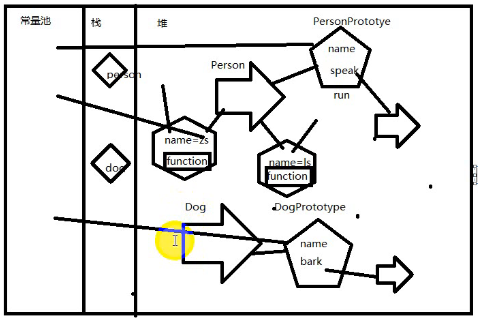 常量池
栈
堆
PersonPrototye
name
speak
run
Person
person
name=zs
function
name=ls
function
dog
Dog
DogPrototype
name
bark